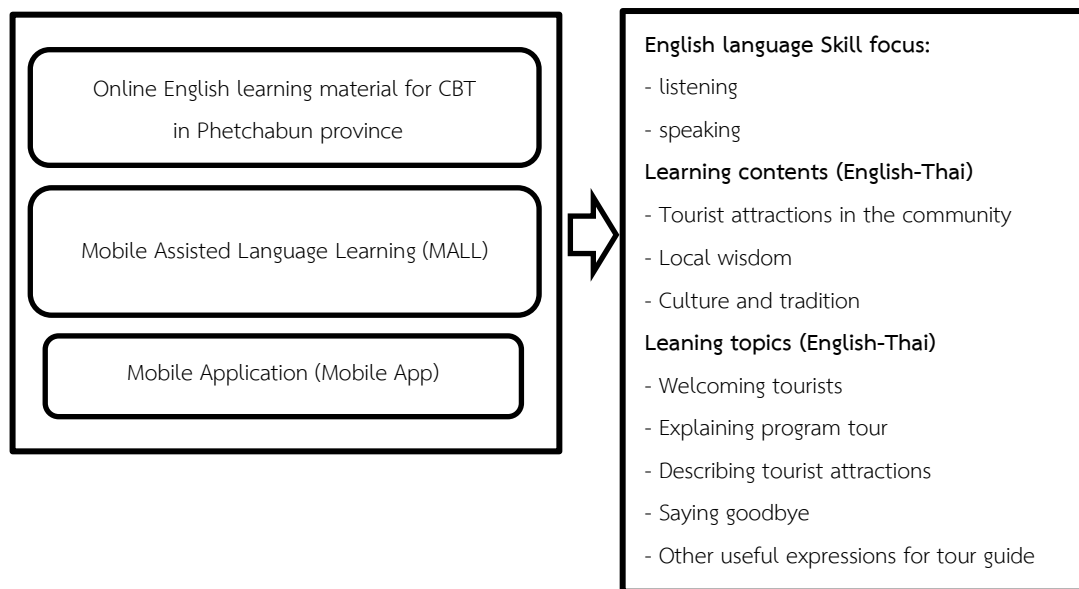 Online English learning material for CBT
in Phetchabun province
Mobile Assisted Language Learning (MALL)
Mobile Application (Mobile App)
English language Skill focus:
- listening
- speaking
Learning contents (English-Thai)
- Tourist attractions in the community
- Local wisdom
- Culture and tradition
Leaning topics (English-Thai)
- Welcoming tourists
- Explaining program tour
- Describing tourist attractions
- Saying goodbye
- Other useful expressions for tour guide